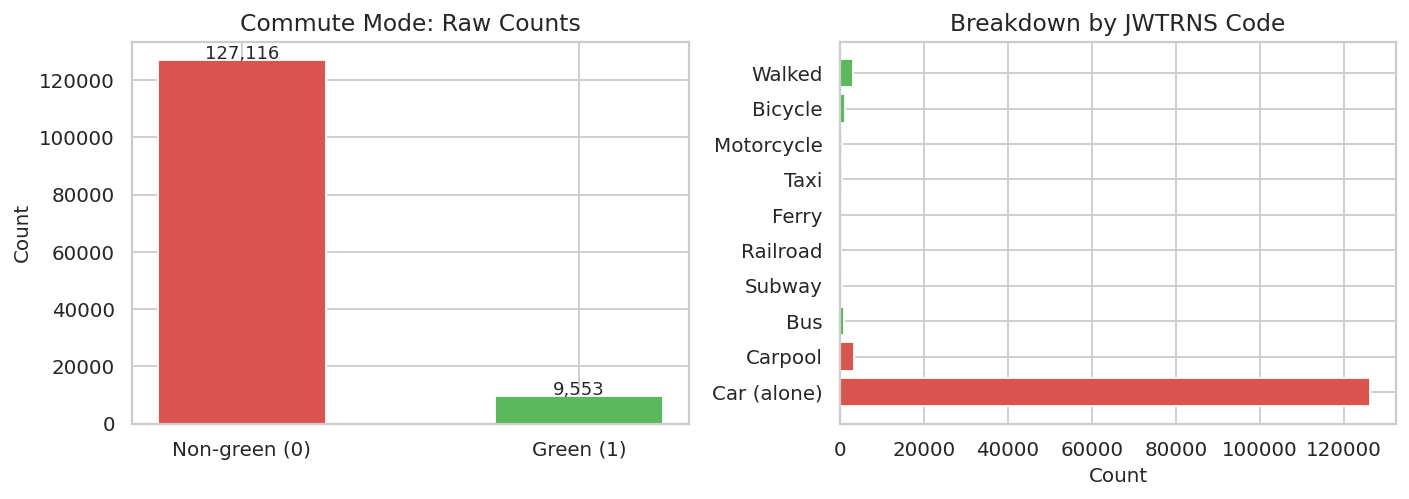 Commute Mode: Raw Counts
127,116
9,553
120000
100000
80000
60000
40000
20000
0
Count
Non-green (0)
Green (1)
Breakdown by JWTRNS Code
Walked
Bicycle
Motorcycle
Taxi
Ferry
Railroad
Subway
Bus
Carpool
Car (alone)
0 20000 40000 60000 80000 100000 120000
Count